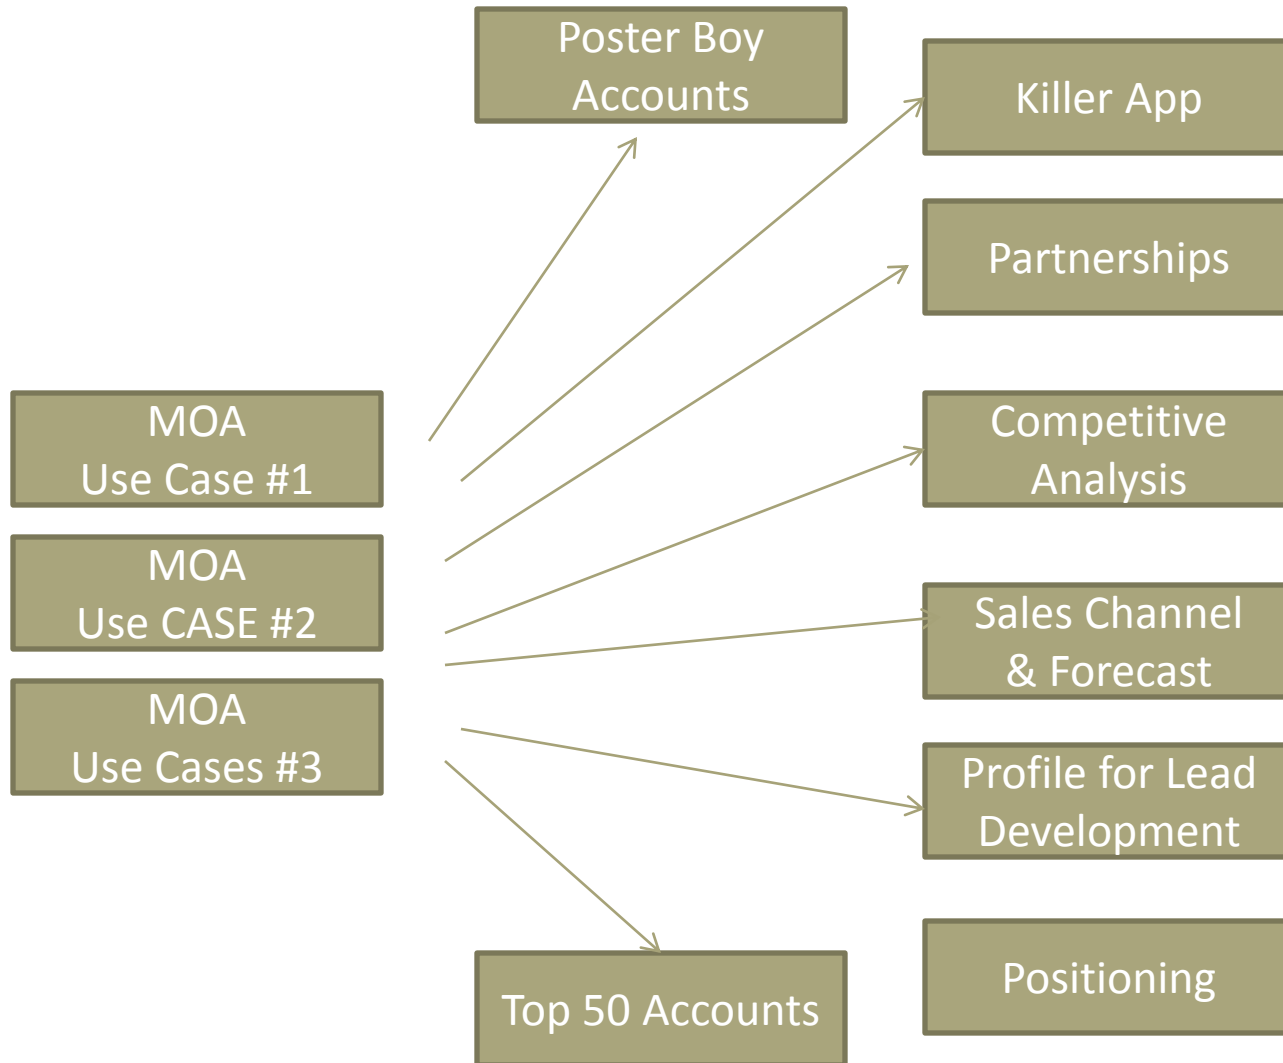 Poster Boy
Accounts
Killer App
Partnerships
MOA
Use Case #1
Competitive
Analysis
MOA
Use CASE #2
Sales Channel
& Forecast
MOA
Use Cases #3
Profile for Lead
Development
Top 50 Accounts
Positioning